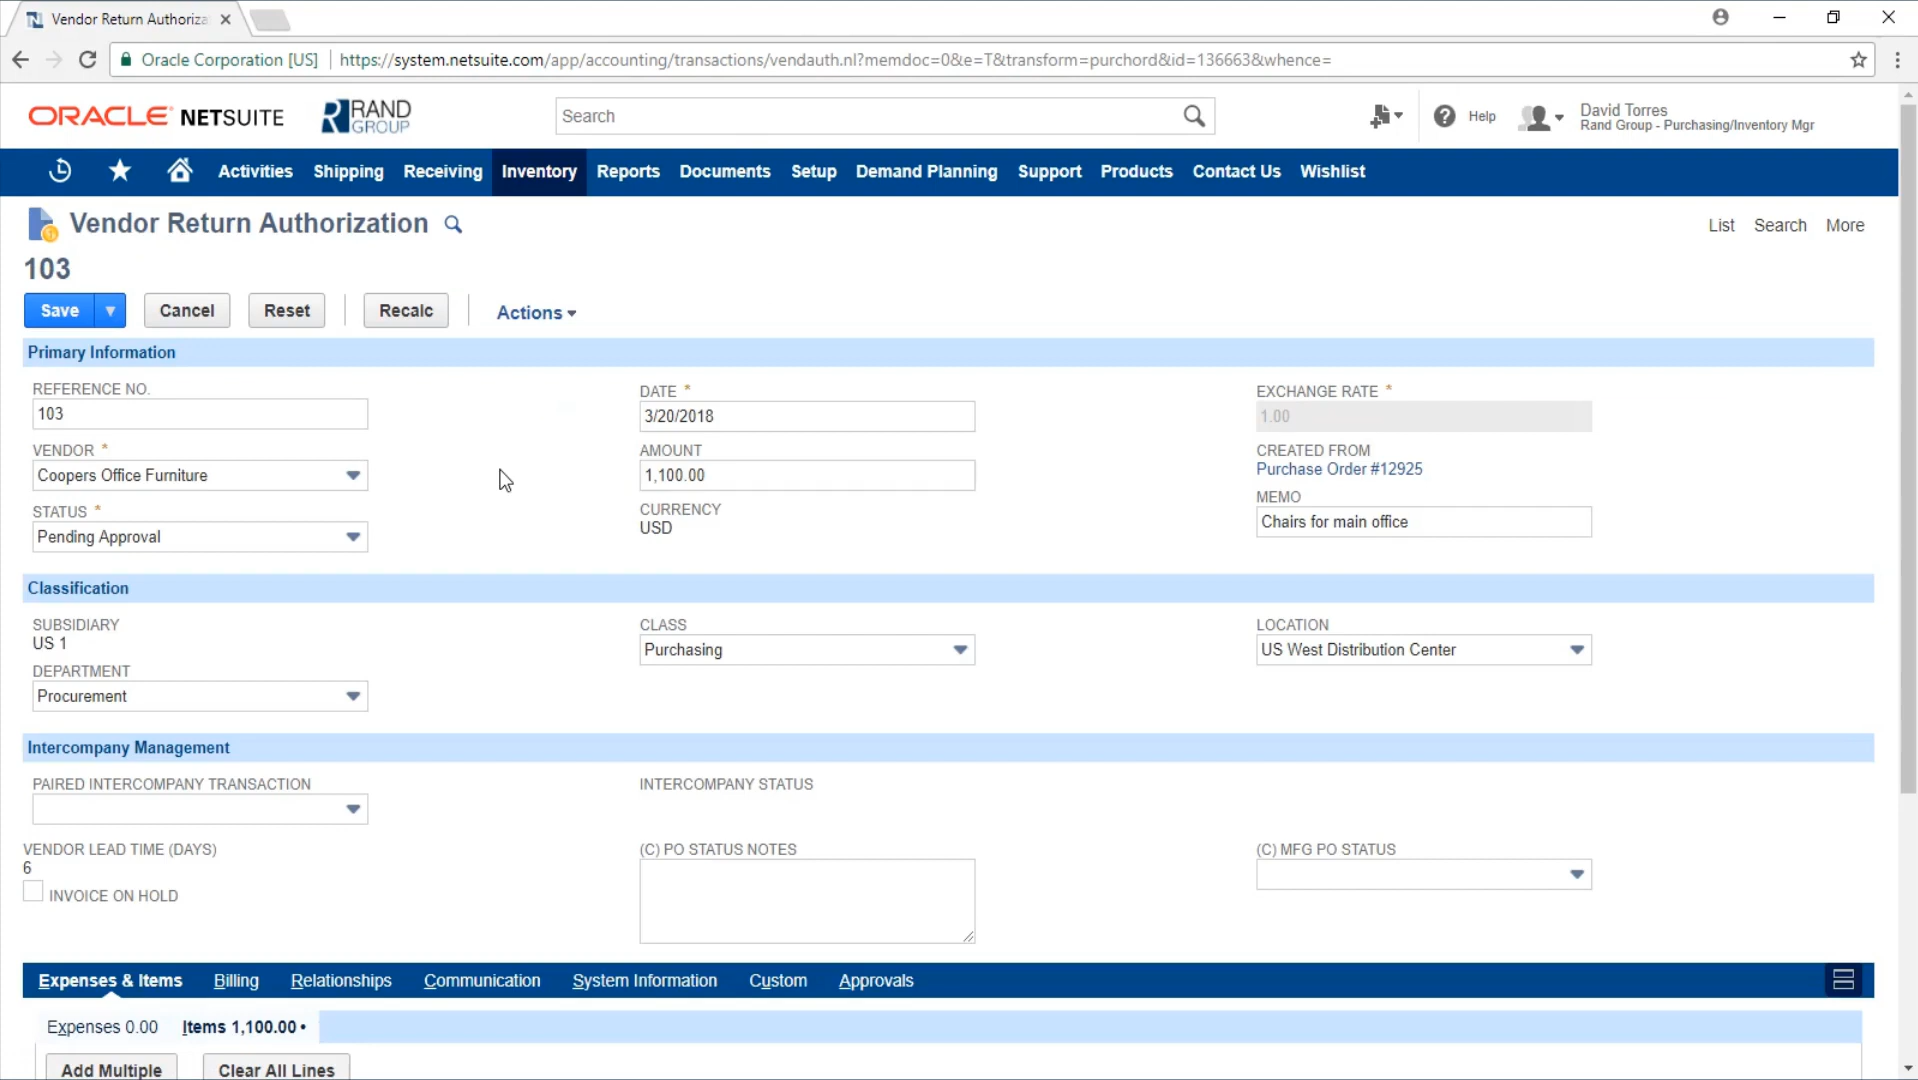 Vendor Return Authoriza
Oracle Corporation [US] https://system.netsuite.com/app/accounting/transactions/vendauth.nl?memdoc=0&e=T&transform=purchord&id=136663&whence=
ORACLE NETSUITE RAND GROUP
Search
Help
David Torres
Rand Group - Purchasing/Inventory Mgr
Activities Shipping Receiving Inventory Reports Documents Setup Demand Planning Support Products Contact Us Wishlist
Vendor Return Authorization
List Search More
103
Save Cancel Reset Recalc Actions
Primary Information
REFERENCE NO.
103
VENDOR *
Coopers Office Furniture
STATUS *
Pending Approval
DATE *
3/20/2018
AMOUNT
1,100.00
CURRENCY
USD
EXCHANGE RATE *
1.00
CREATED FROM
Purchase Order #12925
MEMO
Chairs for main office
Classification
SUBSIDIARY
US 1
DEPARTMENT
Procurement
CLASS
Purchasing
LOCATION
US West Distribution Center
Intercompany Management
PAIRED INTERCOMPANY TRANSACTION
INTERCOMPANY STATUS
VENDOR LEAD TIME (DAYS)
6
INVOICE ON HOLD
(C) PO STATUS NOTES
(C) MFG PO STATUS
Expenses & Items Billing Relationships Communication System Information Custom Approvals
Expenses 0.00 Items 1,100.00 •
Add Multiple Clear All Lines